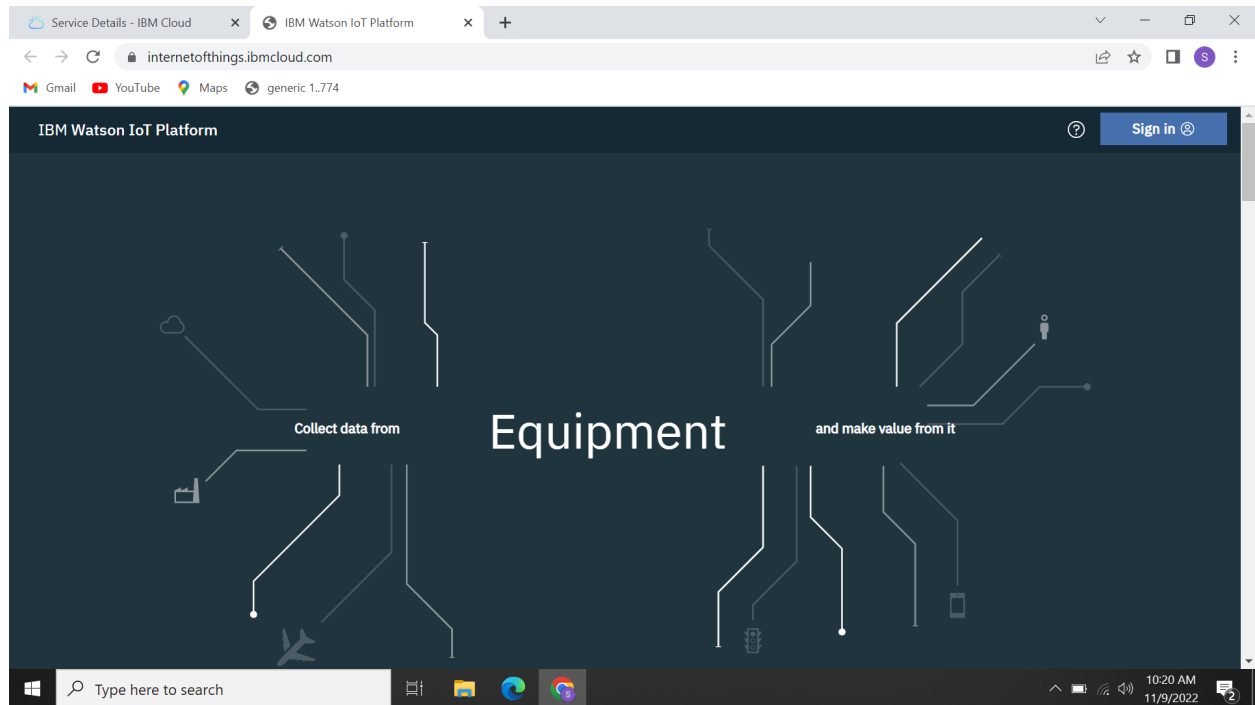 Service Details - IBM Cloud
IBM Watson IoT Platform
internetofthings.ibmcloud.com
S
Gmail
YouTube
Maps
generic 1..774
IBM Watson IoT Platform
Sign in
Collect data from
Equipment
and make value from it
Type here to search
S
10:20 AM
11/9/2022
2